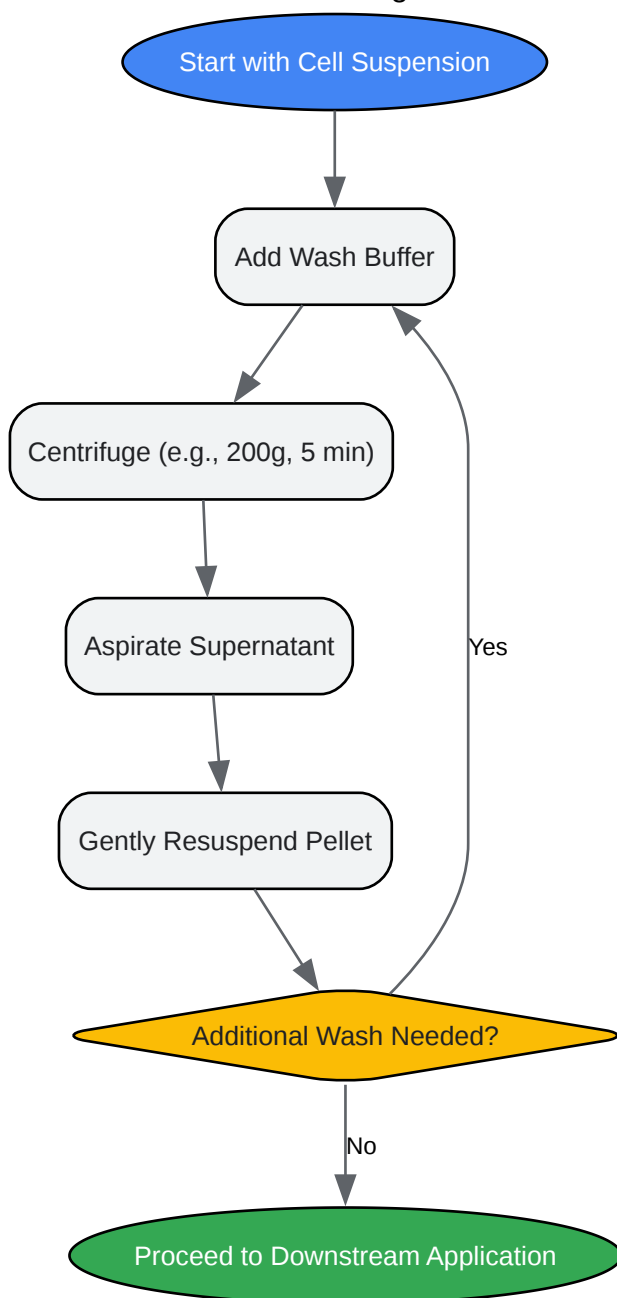 Start with Cell Suspension
Add Wash Buffer
Centrifuge (e.g., 200g, 5 min)
Aspirate Supernatant
Yes
Gently Resuspend Pellet
Additional Wash Needed?
No
Proceed to Downstream Application